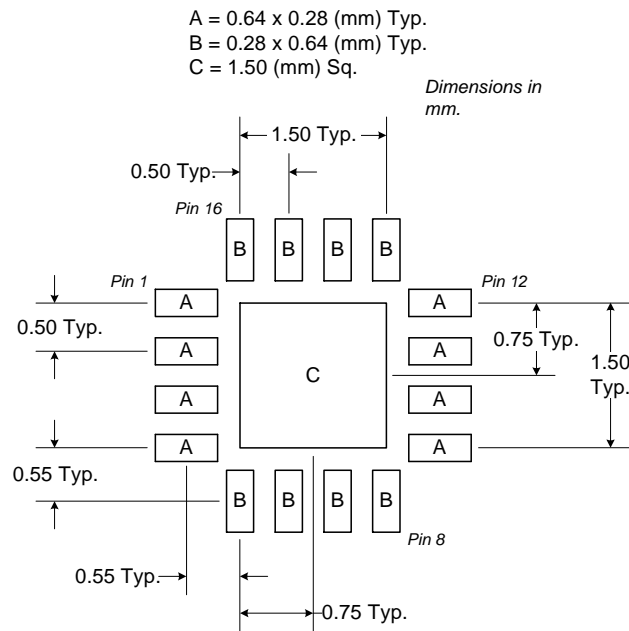 A = 0.64 x 0.28 (mm) Typ.
B = 0.28 x 0.64 (mm) Typ.
C = 1.50 (mm) Sq.
Dimensions in
mm.
1.50 Typ.
0.50 Typ.
Pin 16
B B B B
Pin 1
Pin 12
A A
0.50 Typ.
0.75 Typ.
A A
1.50
Typ.
C
A A
A A
0.55 Typ.
B B B B
Pin 8
0.55 Typ.
0.75 Typ.